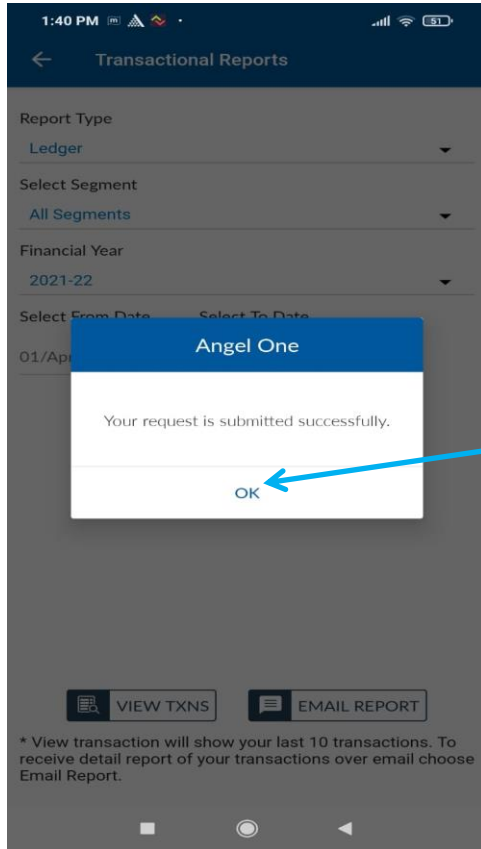 1:40 PM
51
Transactional Reports
Report Type
Ledger
Select Segment
All Segments
Financial Year
2021-22
Select From Date Select To Date
01/Apr
Angel One
Your request is submitted successfully.
OK
VIEW TXNS EMAIL REPORT
* View transaction will show your last 10 transactions. To
receive detail report of your transactions over email choose
Email Report.